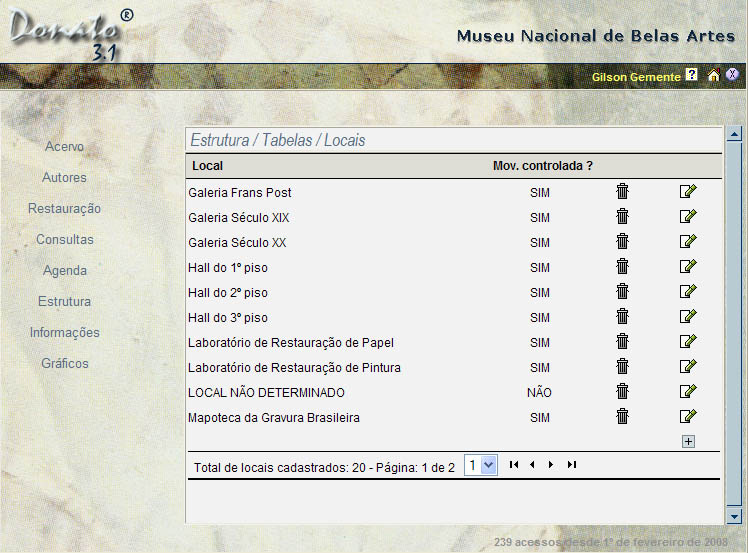 Donato®
3.1
Museu Nacional de Belas Artes
Gilson Gemente ? X
Acervo
Autores
Restauração
Consultas
Agenda
Estrutura
Informações
Gráficos
Estrutura / Tabelas / Locais
Local Mov. controlada ?
Galeria Frans Post SIM
Galeria Século XIX SIM
Galeria Século XX SIM
Hall do 1º piso SIM
Hall do 2º piso SIM
Hall do 3º piso SIM
Laboratório de Restauração de Papel SIM
Laboratório de Restauração de Pintura SIM
LOCAL NÃO DETERMINADO NÃO
Mapoteca da Gravura Brasileira SIM
+
Total de locais cadastrados: 20 - Página: 1 de 2 1
239 acessos desde 1º de fevereiro de 2008